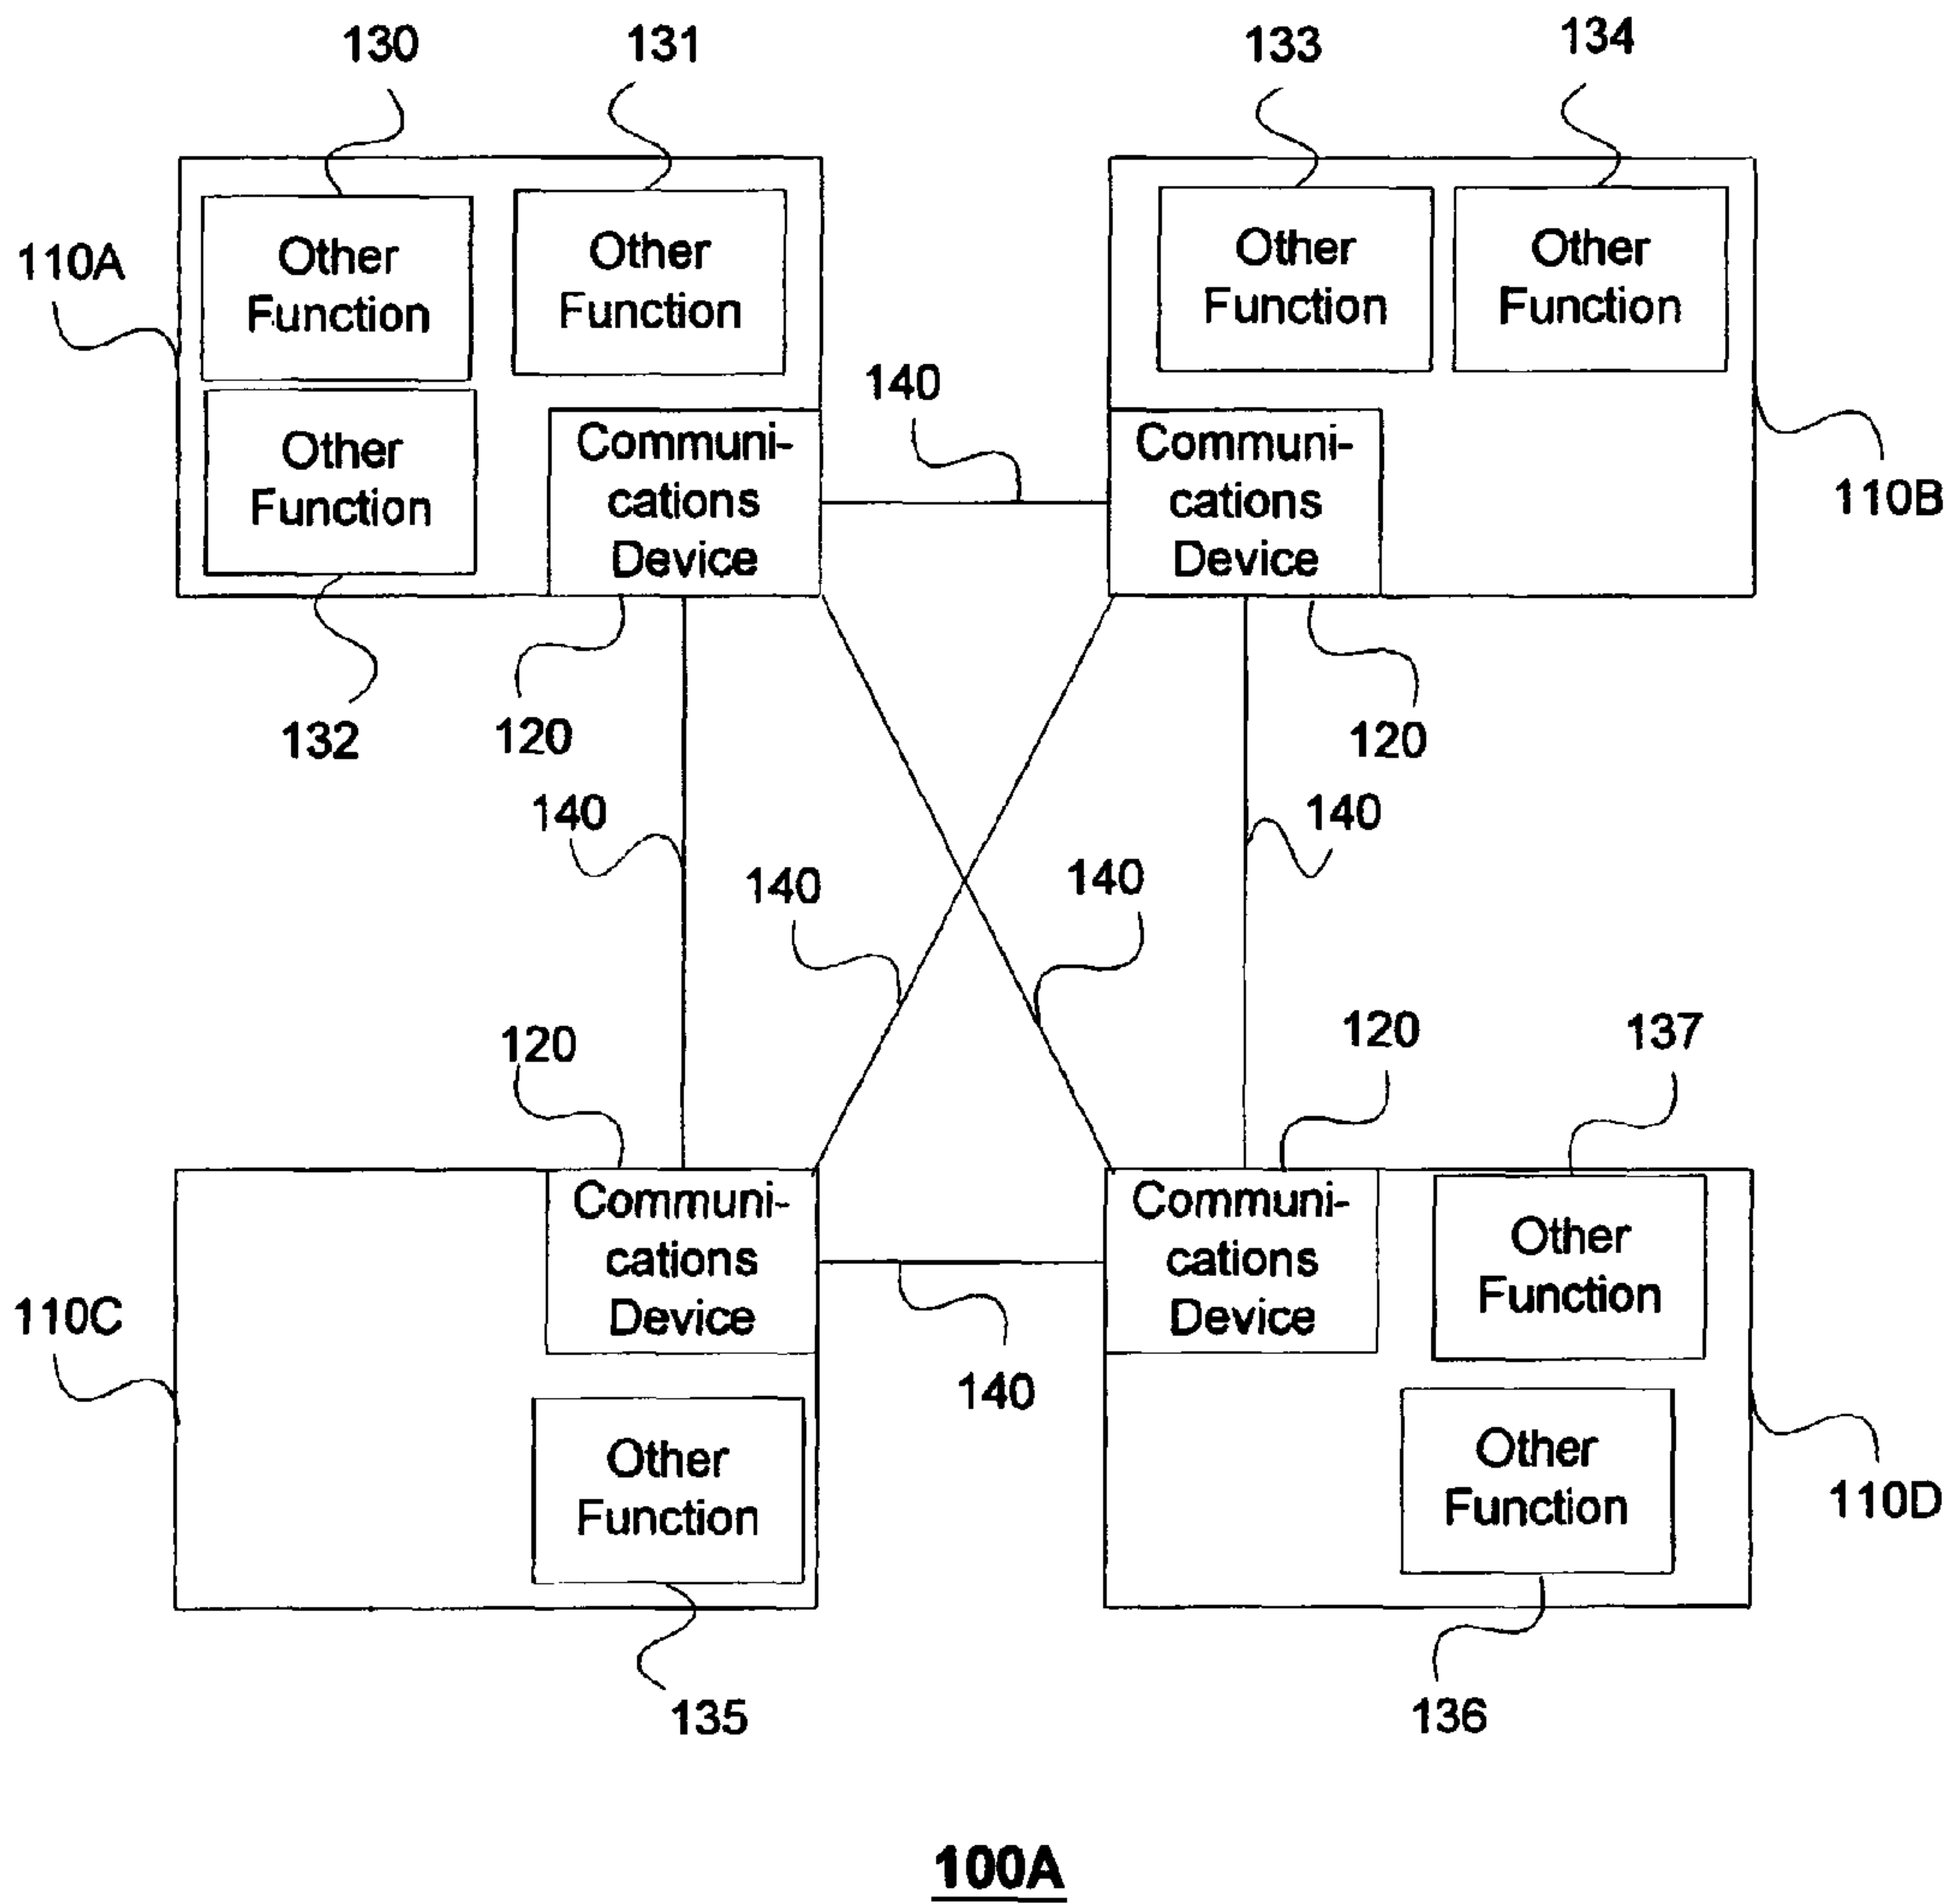 130
131
133
134
110A
Other
Function
Other
Function
Other
Function
Other
Function
140
Other
Function
Communi-
cations
Device
Communi-
cations
Device
110B
132
120
120
140
140
140
140
120
120
137
110C
Communi-
cations
Device
Communi-
cations
Device
Other
Function
140
Other
Function
Other
Function
110D
135
136
100A